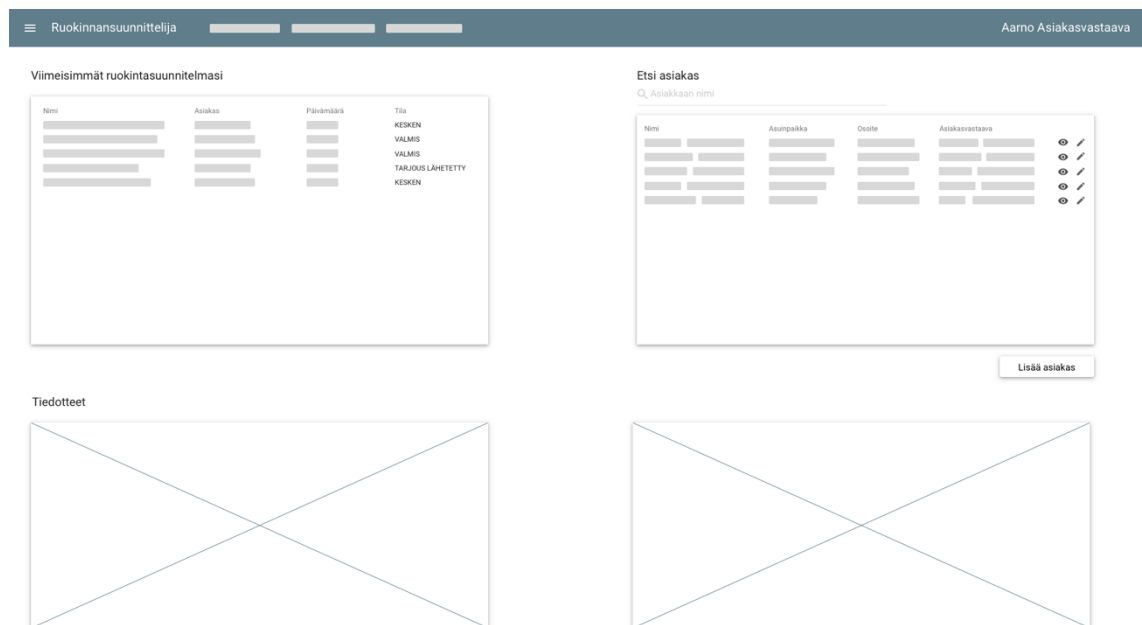 Ruokinnansuunnittelija
Aarno Asiakasvastaava
Viimeisimmät ruokintasuunnitelmasi
Nimi Asiakas Päivämäärä Tila
KESKEN
VALMIS
VALMIS
TARJOUS LÄHETETTY
KESKEN
Etsi asiakas
Asiakkaan nimi
Nimi Asuinpaikka Osoite Asiakasvastaava
Lisää asiakas
Tiedotteet